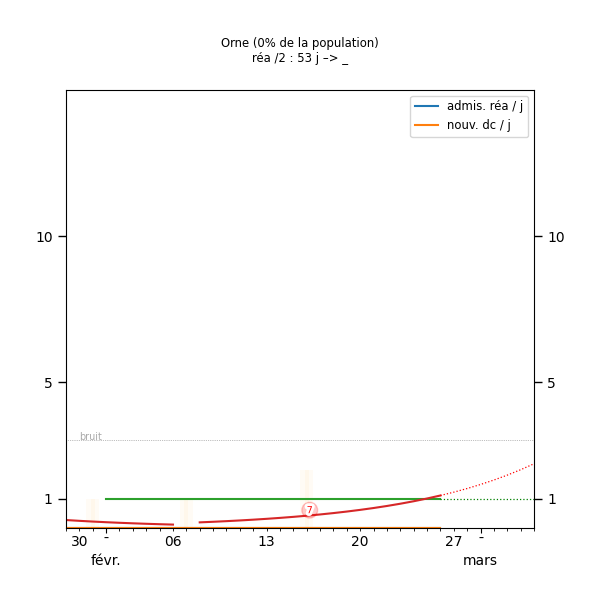 Orne (0% de la population)
réa /2 : 53 j –> _
admis. réa / j
nouv. dc / j
10 10
5 5
bruit
1 1
7
30 - 06 13 20 27 -
févr. mars